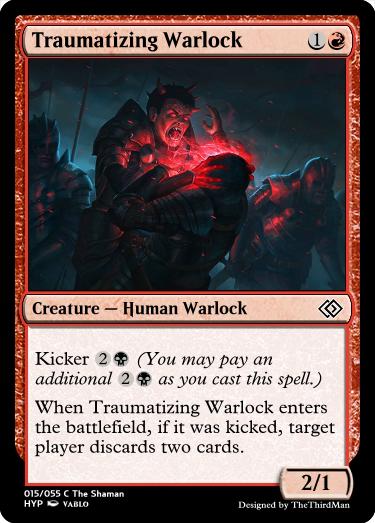 Traumatizing Warlock 1
Creature — Human Warlock
Kicker 2 (You may pay an
additional 2 as you cast this spell.)
When Traumatizing Warlock enters
the battlefield, if it was kicked, target
player discards two cards.
2/1
015/055 C The Shaman
HYP VABLO
Designed by TheThirdMan